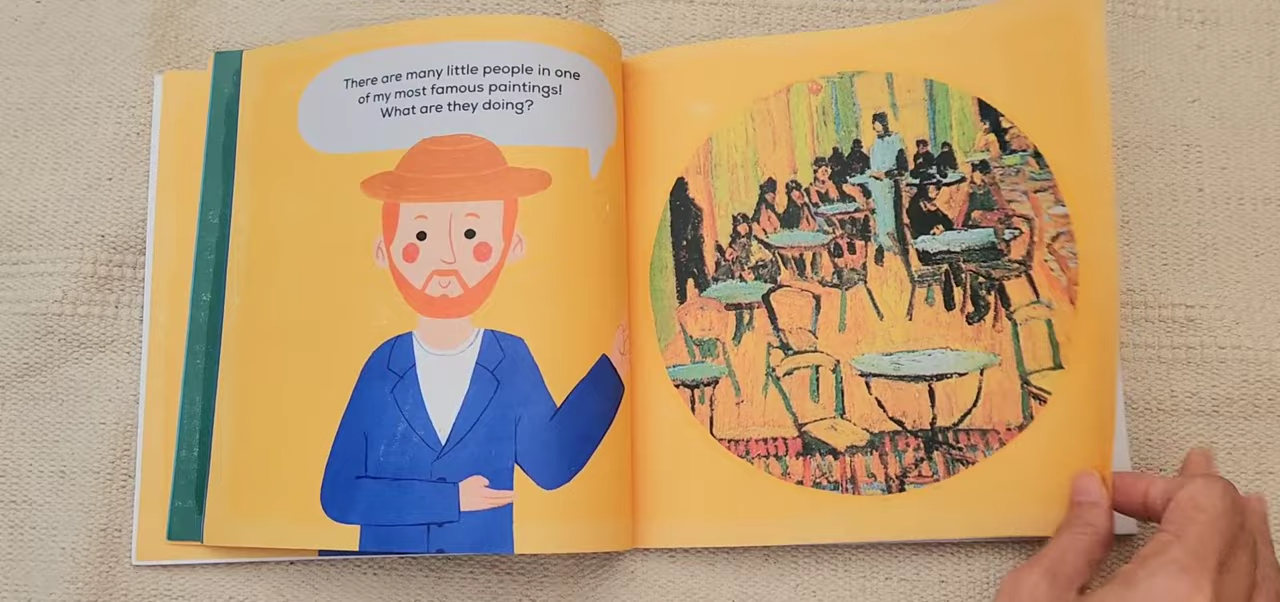 There are many little people in one
of my most famous paintings!
What are they doing?